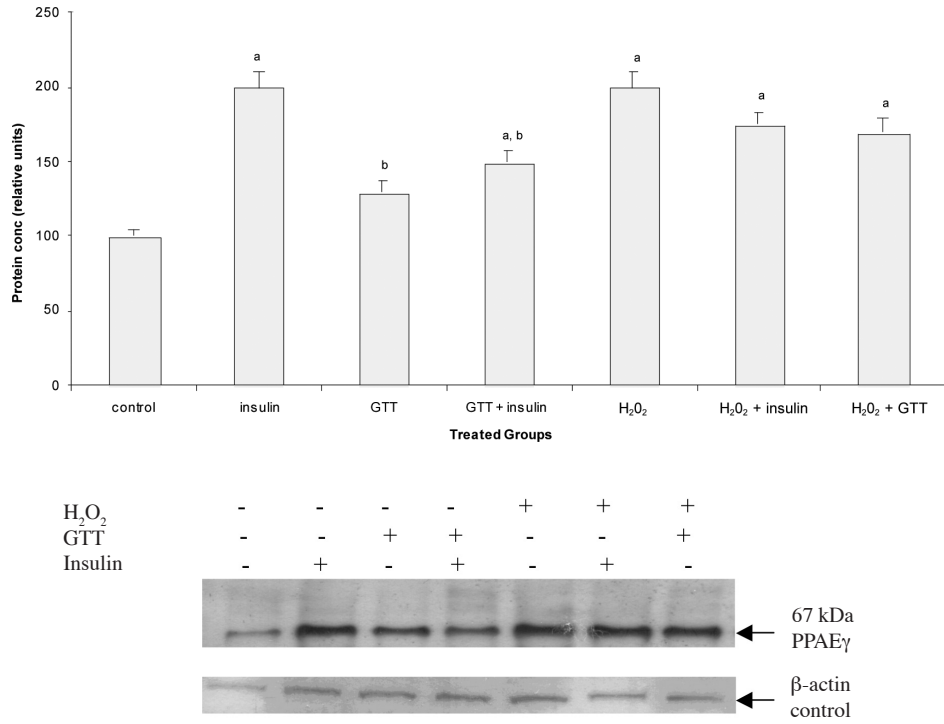 250
a
a
200
a
a
a, b
150
b
100
50
0
Protein conc (relative units)
control insulin GTT GTT + insulin H₂O₂ H₂O₂ + insulin H₂O₂ + GTT
Treated Groups
H₂O₂ - - - - + + +
GTT - - + + - - +
Insulin - + - + - + -
67 kDa
PPAEγ
β-actin
control